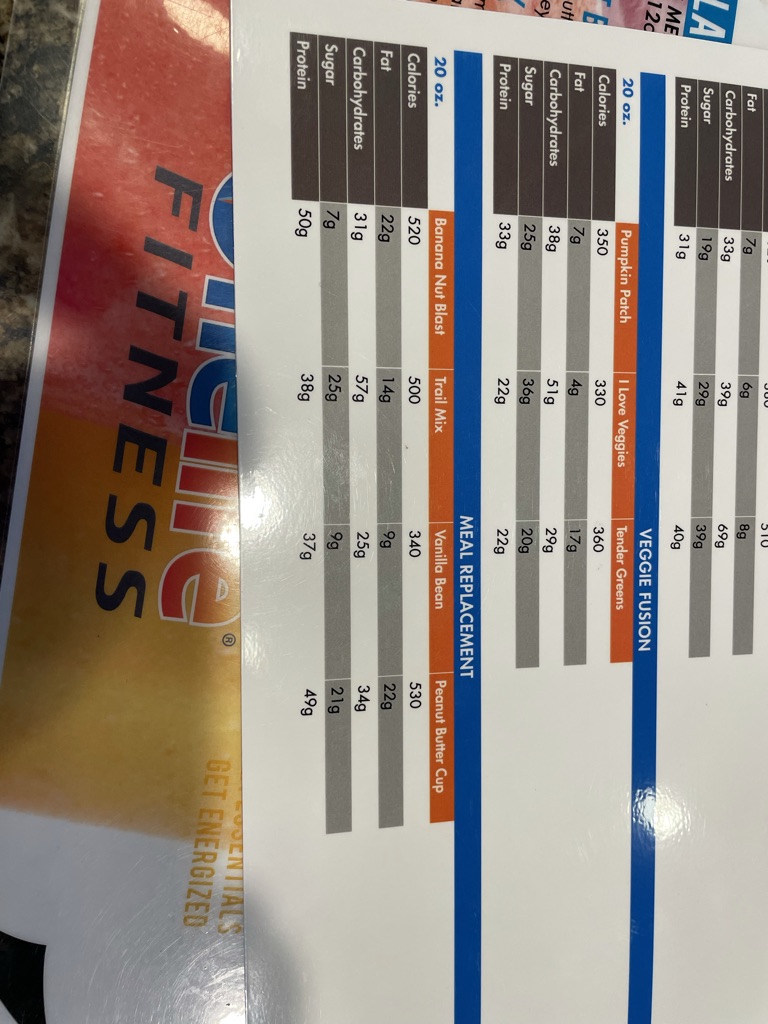 Fat 7g 6g 8g
Carbohydrates 33g 39g 69g
Sugar 19g 29g 39g
Protein 31g 41g 40g
VEGGIE FUSION
20 oz. Pumpkin Patch I Love Veggies Tender Greens
Calories 350 330 360
Fat 7g 4g 17g
Carbohydrates 38g 51g 29g
Sugar 25g 36g 20g
Protein 33g 22g 22g
MEAL REPLACEMENT
20 oz. Banana Nut Blast Trail Mix Vanilla Bean Peanut Butter Cup
Calories 520 500 340 530
Fat 22g 14g 9g 22g
Carbohydrates 31g 57g 25g 34g
Sugar 7g 25g 9g 21g
Protein 50g 38g 37g 49g
FITNESS
GET ENERGIZED